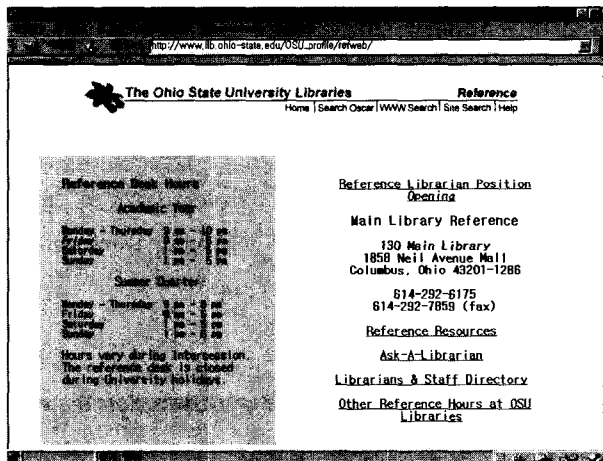 http://www.lib.ohio-state.edu/OSU_profile/refweb/
The Ohio State University Libraries Reference
Home | Search Oscar | WWW Search | Site Search | Help
Reference Desk Hours
Academic Year
Monday - Thursday
Friday
Saturday
Sunday
Summer Quarter
Monday - Thursday
Friday
Saturday
Sunday
Hours vary during Intersession.
The reference desk is closed
during University holidays.
Reference Librarian Position
Opening
Main Library Reference
130 Main Library
1858 Neil Avenue Mall
Columbus, Ohio 43201-1286
614-292-6175
614-292-7859 (fax)
Reference Resources
Ask-A-Librarian
Librarians & Staff Directory
Other Reference Hours at OSU
Libraries